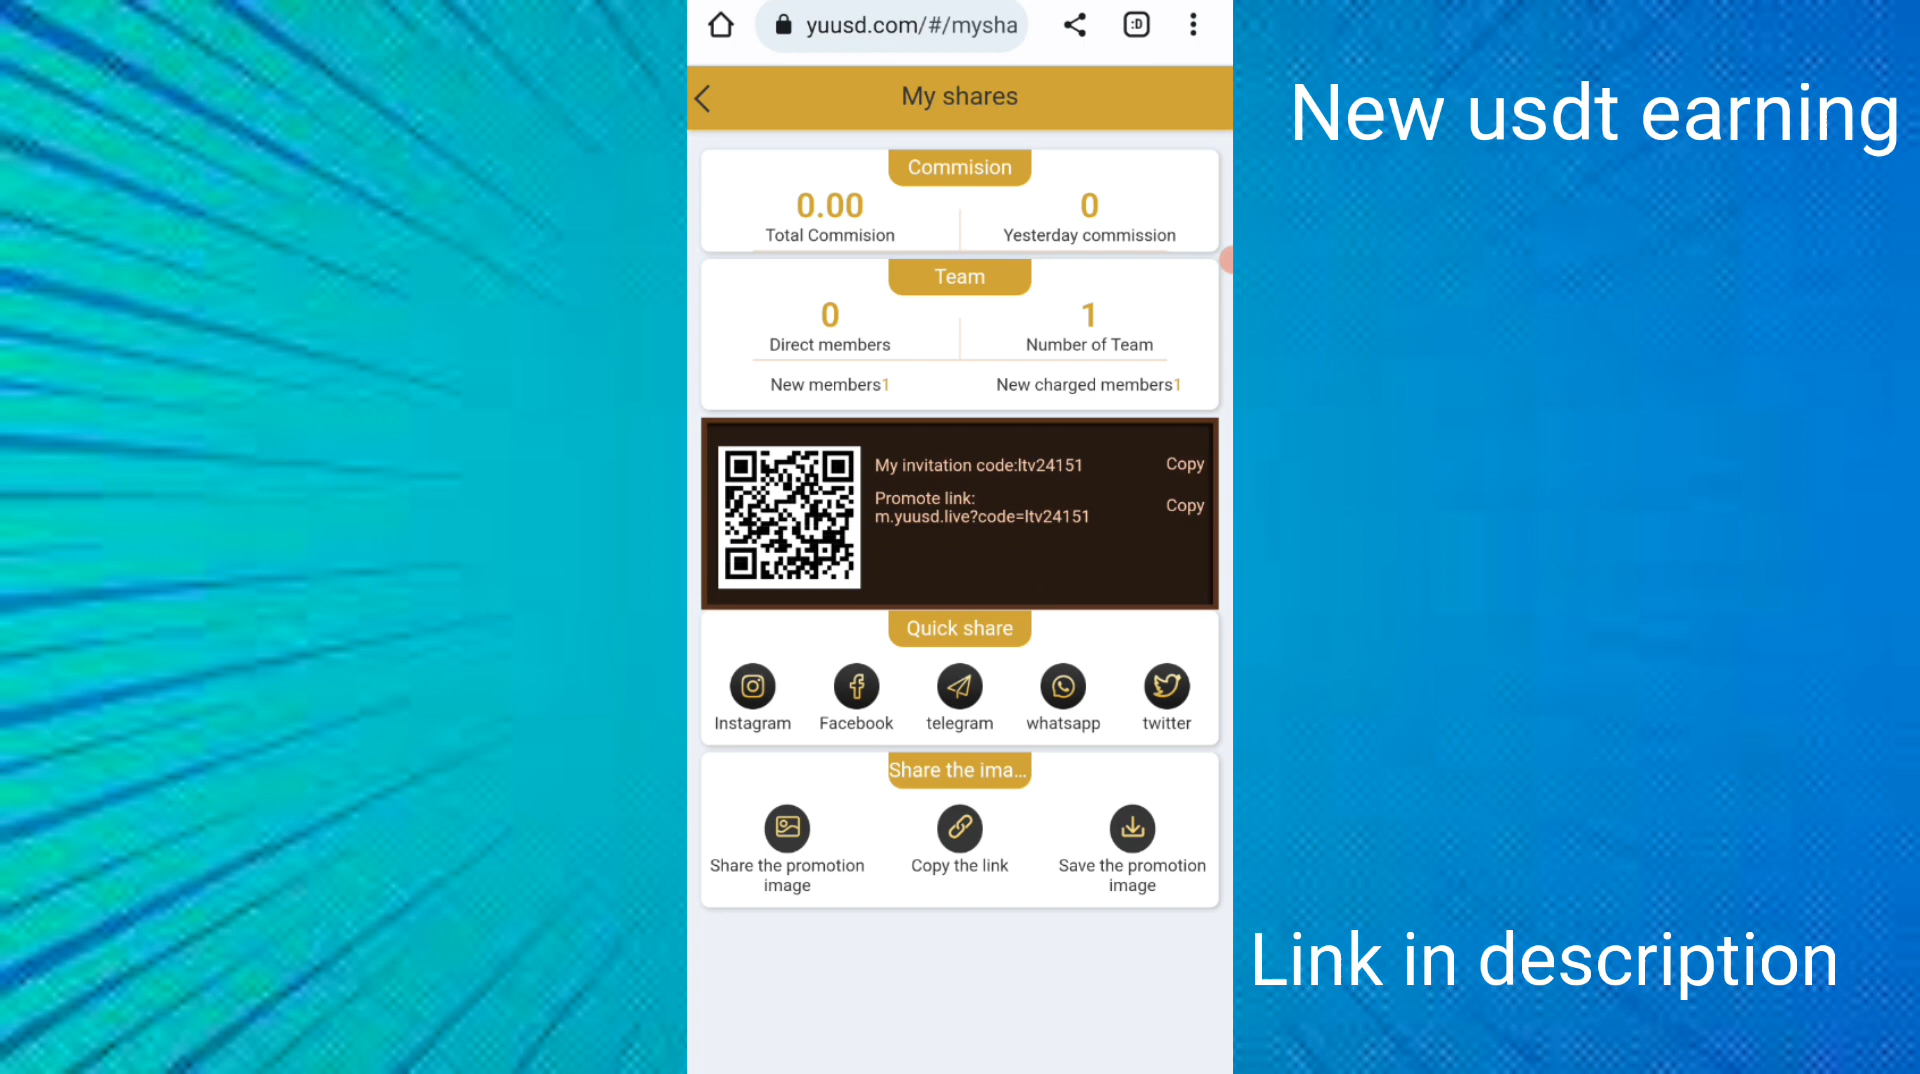 yuusd.com/#/mysha
:D
My shares
New usdt earning
Commision
0.00
0
Total Commision
Yesterday commission
Team
0
1
Direct members
Number of Team
New members1
New charged members1
My invitation code:ltv24151
Copy
Promote link:
m.yuusd.live?code=ltv24151
Copy
Quick share
Instagram
Facebook
telegram
whatsapp
twitter
Share the ima...
Share the promotion
image
Copy the link
Save the promotion
image
Link in description